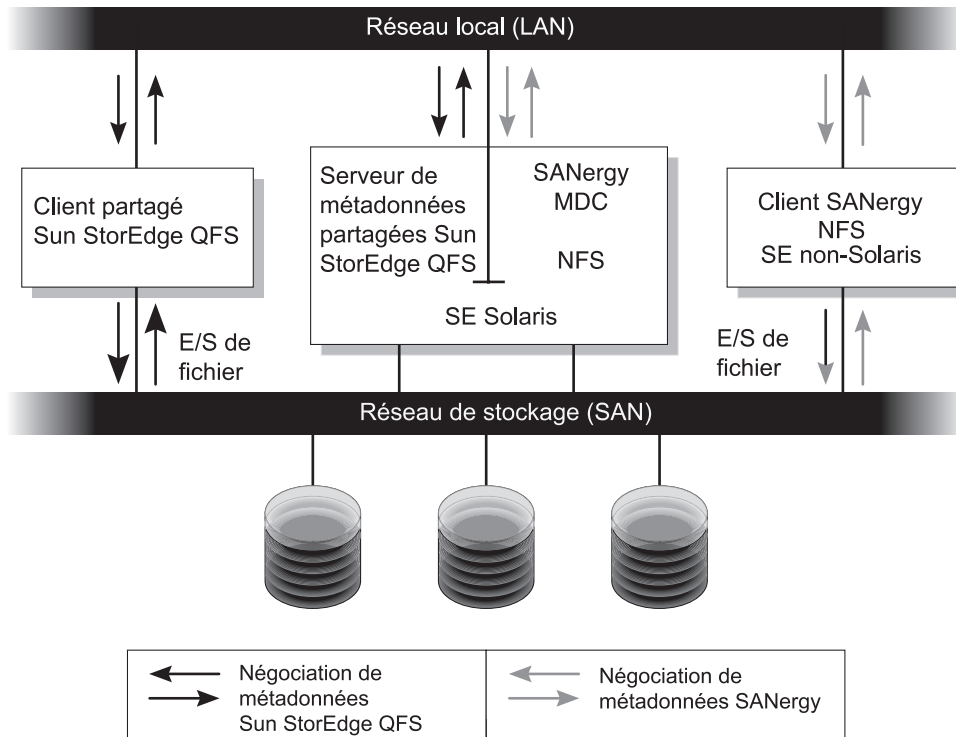 Réseau local (LAN)
Client partagé
Sun StorEdge QFS
Serveur de
métadonnées
partagées Sun
StorEdge QFS
SANergy
MDC
NFS
SE Solaris
Client SANergy
NFS
SE non-Solaris
E/S de
fichier
E/S de
fichier
Réseau de stockage (SAN)
Négociation de
métadonnées
Sun StorEdge QFS
Négociation de
métadonnées SANergy